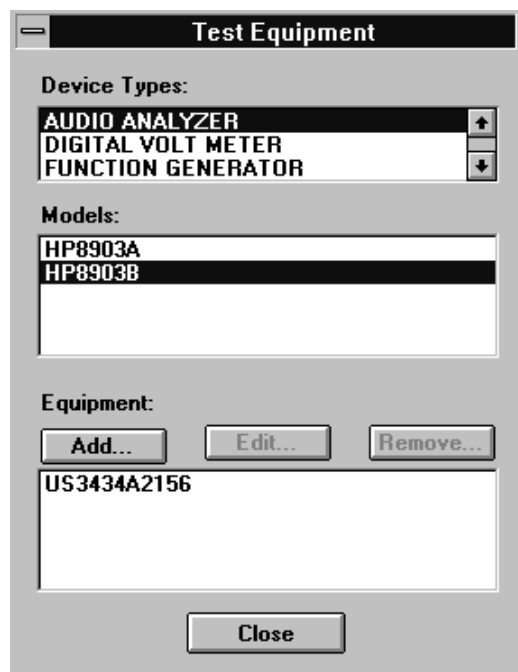 Test Equipment
Device Types:
AUDIO ANALYZER
DIGITAL VOLT METER
FUNCTION GENERATOR
Models:
HP8903A
HP8903B
Equipment:
Add... Edit... Remove...
US3434A2156
Close